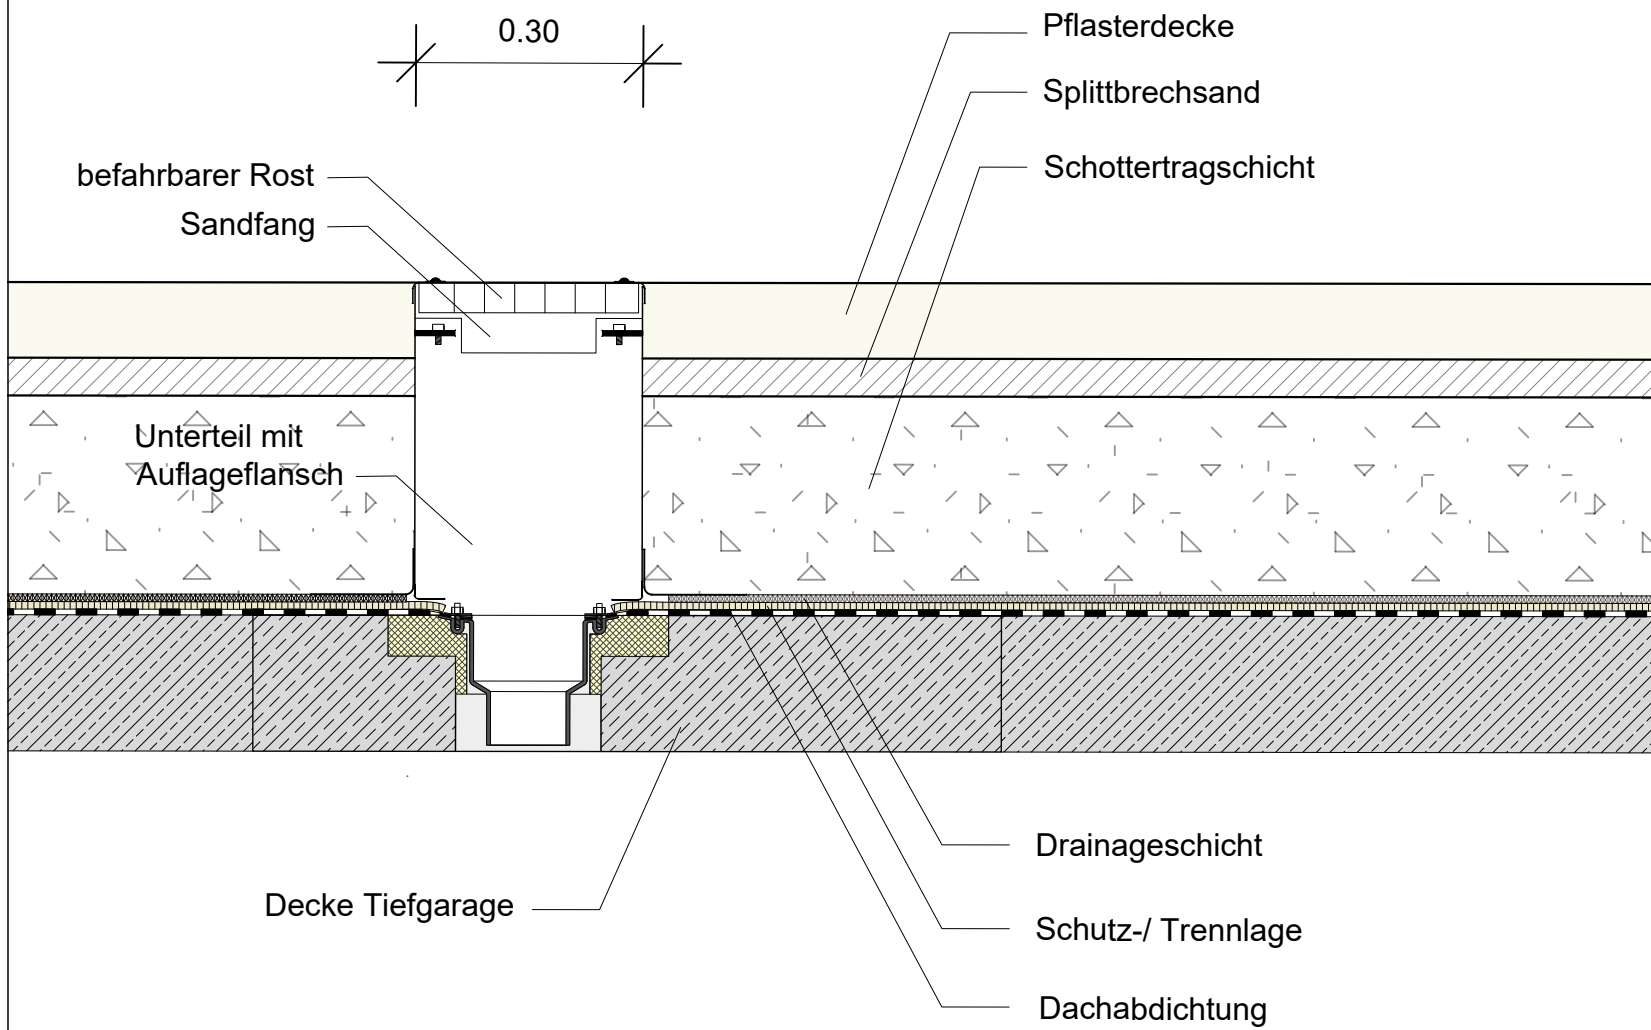 0.30
Pflasterdecke
Splittbrechsand
Schottertragschicht
befahrbarer Rost
Sandfang
Unterteil mit
Auflageflansch
Drainageschicht
Decke Tiefgarage
Schutz-/ Trennlage
Dachabdichtung